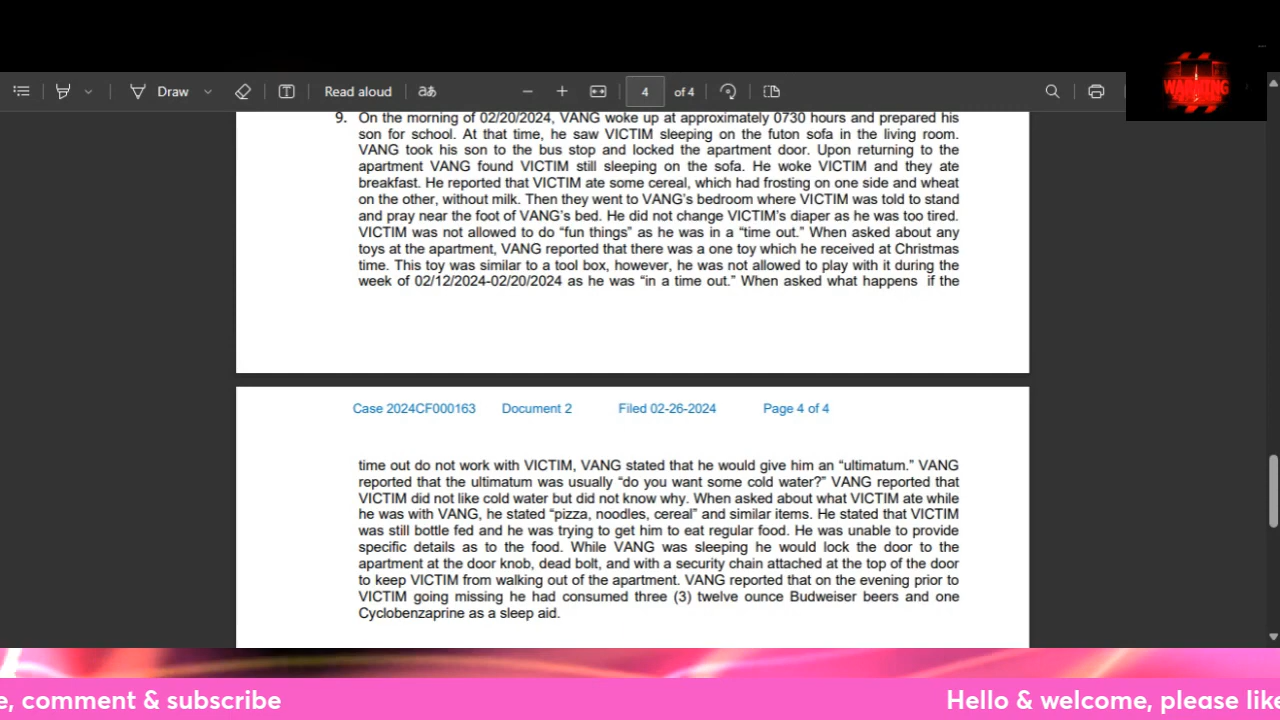 WARNING
Draw
Read aloud
aあ
4
of 4
9. On the morning of 02/20/2024, VANG woke up at approximately 0730 hours and prepared his
son for school. At that time, he saw VICTIM sleeping on the futon sofa in the living room.
VANG took his son to the bus stop and locked the apartment door. Upon returning to the
apartment VANG found VICTIM still sleeping on the sofa. He woke VICTIM and they ate
breakfast. He reported that VICTIM ate some cereal, which had frosting on one side and wheat
on the other, without milk. Then they went to VANG's bedroom where VICTIM was told to stand
and pray near the foot of VANG's bed. He did not change VICTIM's diaper as he was too tired.
VICTIM was not allowed to do “fun things” as he was in a “time out.” When asked about any
toys at the apartment, VANG reported that there was a one toy which he received at Christmas
time. This toy was similar to a tool box, however, he was not allowed to play with it during the
week of 02/12/2024-02/20/2024 as he was “in a time out.” When asked what happens if the
Case 2024CF000163 Document 2 Filed 02-26-2024 Page 4 of 4
time out do not work with VICTIM, VANG stated that he would give him an “ultimatum.” VANG
reported that the ultimatum was usually “do you want some cold water?” VANG reported that
VICTIM did not like cold water but did not know why. When asked about what VICTIM ate while
he was with VANG, he stated “pizza, noodles, cereal” and similar items. He stated that VICTIM
was still bottle fed and he was trying to get him to eat regular food. He was unable to provide
specific details as to the food. While VANG was sleeping he would lock the door to the
apartment at the door knob, dead bolt, and with a security chain attached at the top of the door
to keep VICTIM from walking out of the apartment. VANG reported that on the evening prior to
VICTIM going missing he had consumed three (3) twelve ounce Budweiser beers and one
Cyclobenzaprine as a sleep aid.
e, comment & subscribe
Hello & welcome, please like